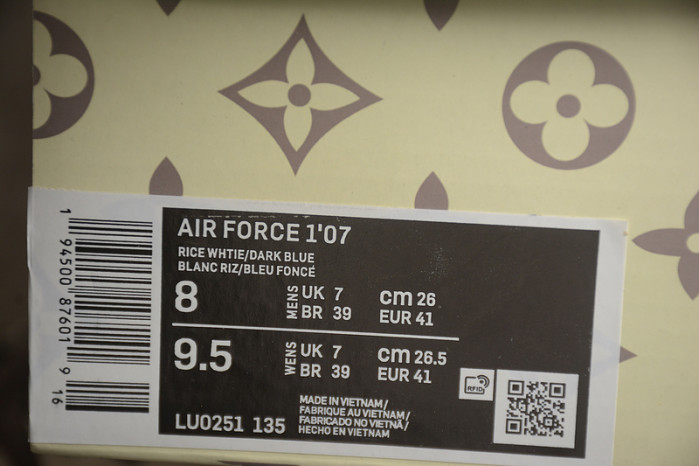 AIR FORCE 1'07
RICE WHTIE/DARK BLUE
BLANC RIZ/BLEU FONCÉ
8 MENS UK 7 cm 26
BR 39 EUR 41
9.5 WENS UK 7 cm 26.5
BR 39 EUR 41
RFID
LU0251 135
MADE IN VIETNAM/
FABRIQUE AU VIETNAM/
FABRICADO NO VIETNÃ/
HECHO EN VIETNAM
1 94500 87601 9 16